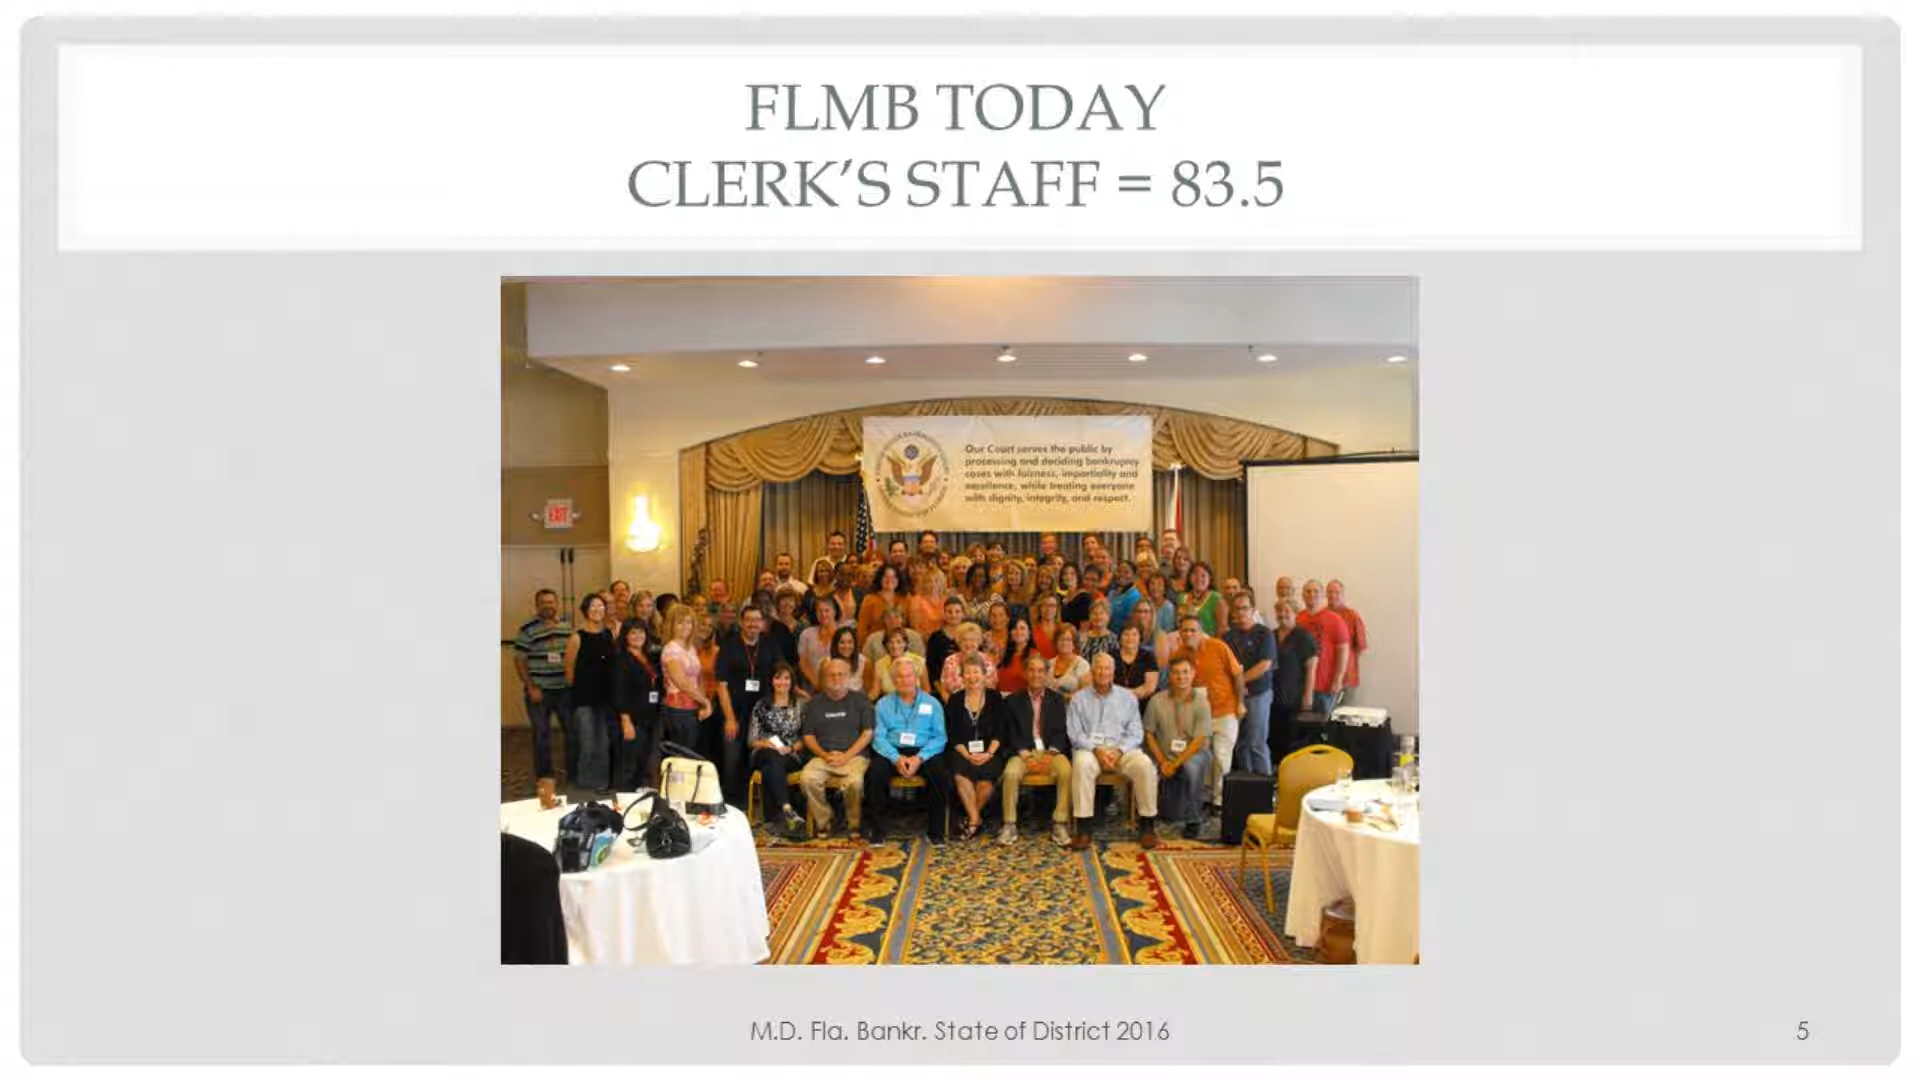 FLMB TODAY
CLERK'S STAFF = 83.5
EXIT
Our Court serves the public by
processing and deciding bankruptcy
cases with fairness, impartiality and
excellence, while treating everyone
with dignity, integrity, and respect.
M.D. Fla. Bankr. State of District 2016
5